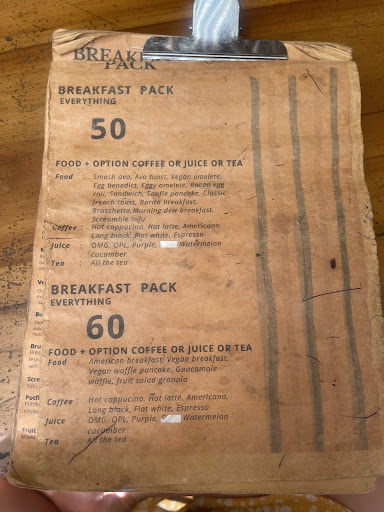 BREAKFAST
PACK
BREAKFAST PACK
EVERYTHING
50
FOOD + OPTION COFFEE OR JUICE OR TEA
Food : Smash avo, Avo toast, Vegan omelete,
Egg benedict, Eggy omelete, Bacon egg
roll, Sandwich, Soufle pancake, Classic
french toast, Borito breakfast,
Bruschetta, Morning dew breakfast,
Screamble tofu
Coffee : Hot cappucino, Hot latte, Americano,
Long black, Flat white, Espresso
Juice : OMG, OPL, Purple, Watermelon
cucumber
Tea : All the tea
BREAKFAST PACK
EVERYTHING
60
FOOD + OPTION COFFEE OR JUICE OR TEA
Food : American breakfast, Vegan breakfast,
Vegan waffle pancake, Guacamole
waffle, fruit salad granola
Coffee : Hot cappucino, Hot latte, Americano,
Long black, Flat white, Espresso
Juice : OMG, OPL, Purple, Watermelon
cucumber
Tea : All the tea